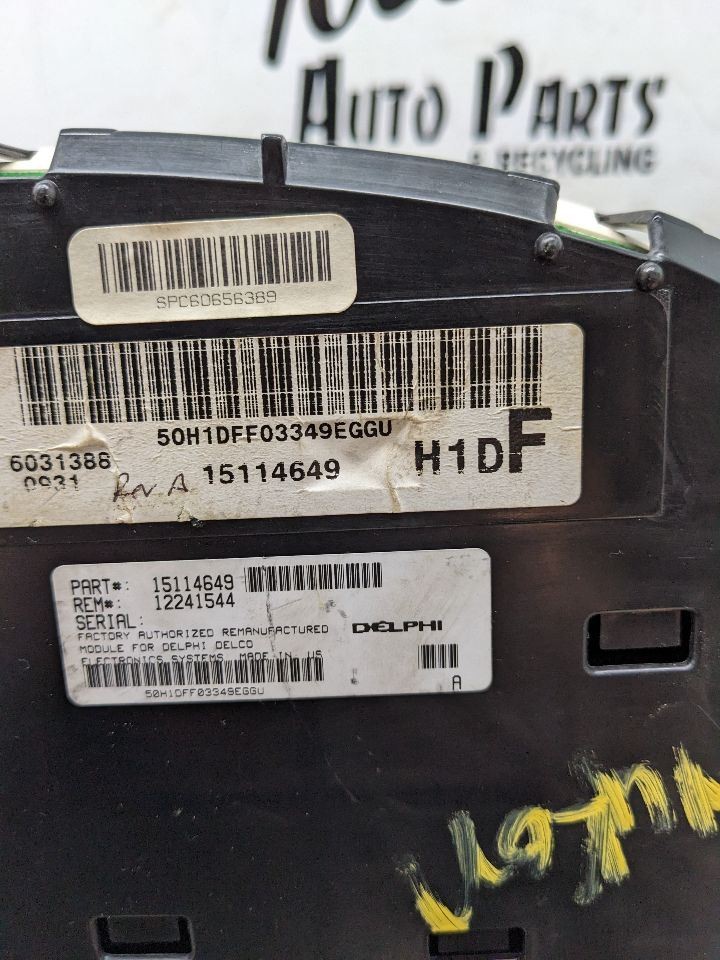 AUTO PARTS
& RECYCLING
SPC60656389
50H1DFF03349EGGU
6031388
0931 Rev A 15114649 H1DF
PART#: 15114649
REM#: 12241544
SERIAL:
FACTORY AUTHORIZED REMANUFACTURED DELPHI
MODULE FOR DELPHI DELCO
ELECTRONICS SYSTEMS MADE IN US
50H1DFF03349EGGU
A